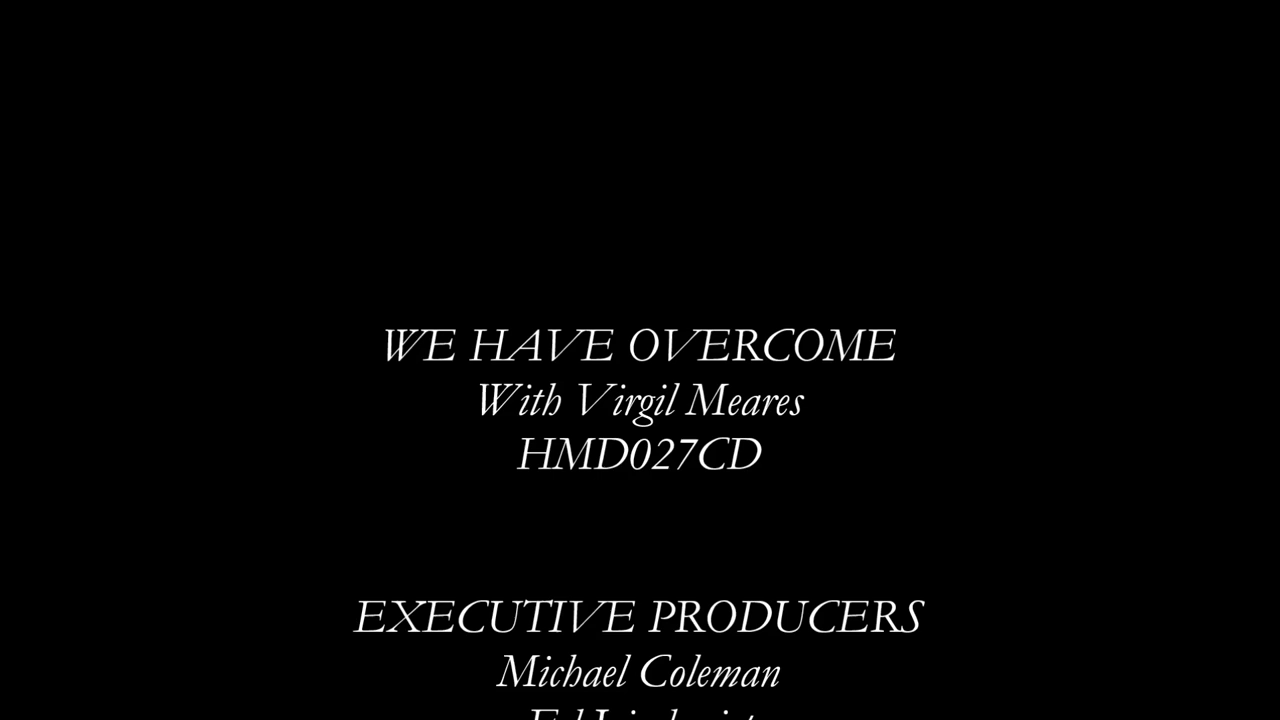 WE HAVE OVERCOME
With Virgil Meares
HMD027CD
EXECUTIVE PRODUCERS
Michael Coleman